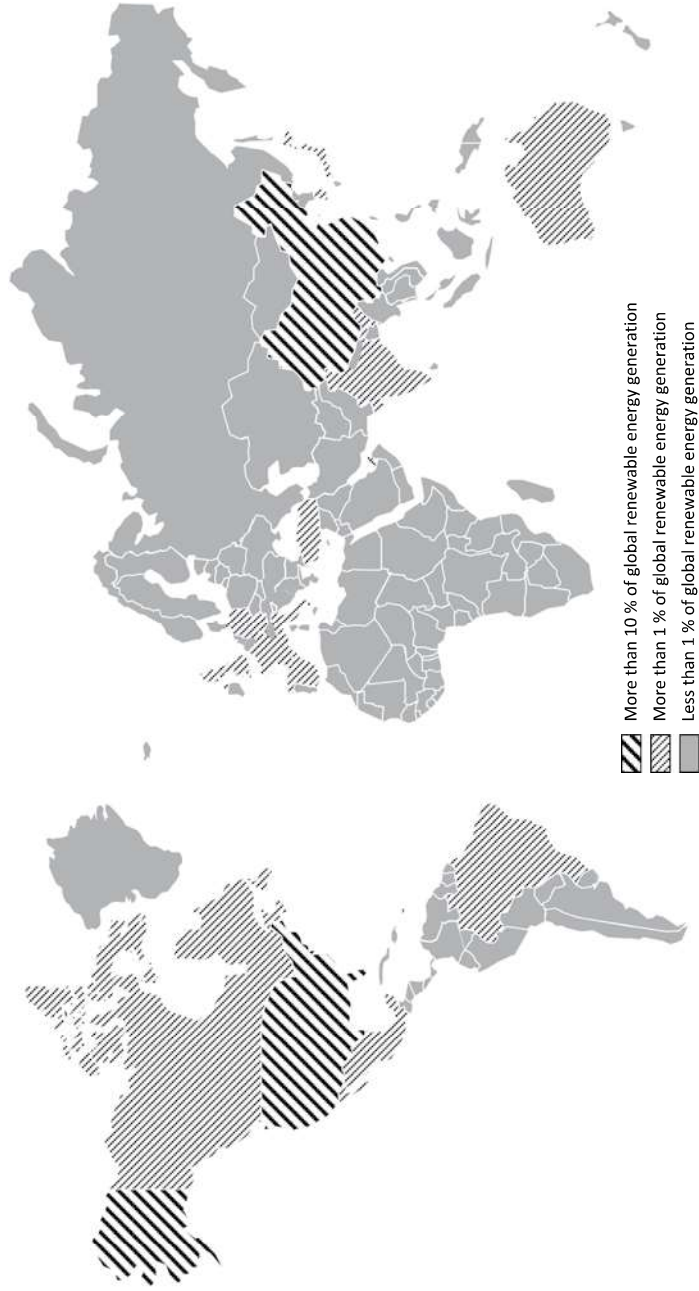 More than 10 % of global renewable energy generation
More than 1 % of global renewable energy generation
Less than 1 % of global renewable energy generation